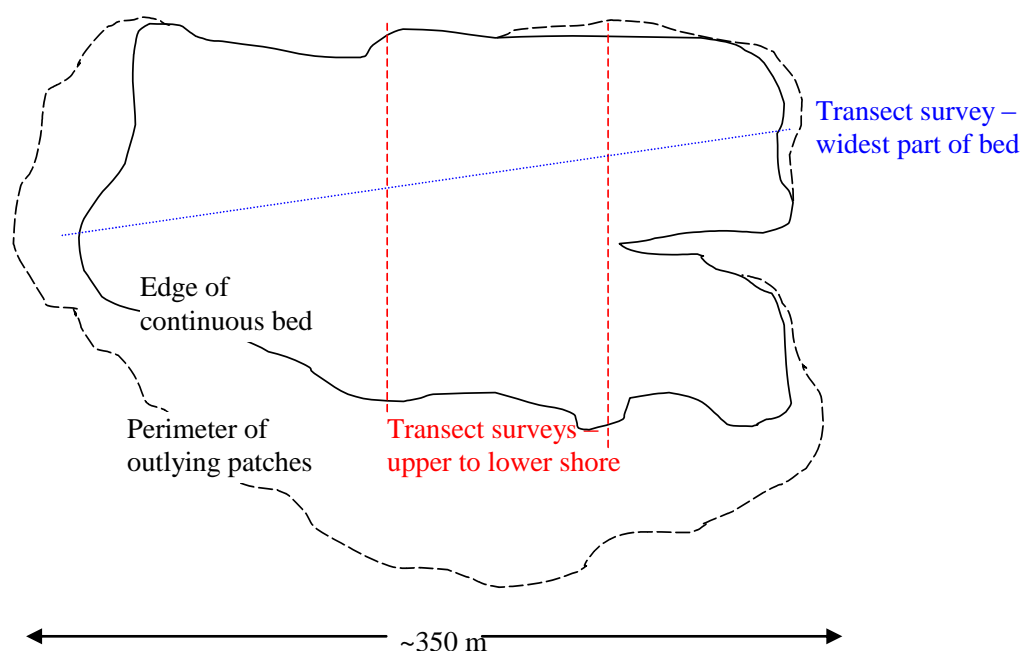 Transect survey –
widest part of bed
Edge of
continuous bed
Perimeter of
outlying patches
Transect surveys –
upper to lower shore
~350 m